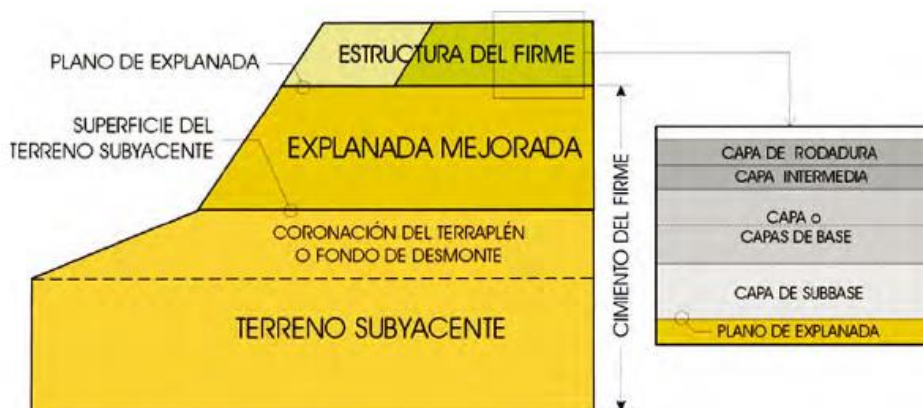 ESTRUCTURA DEL FIRME
PLANO DE EXPLANADA
SUPERFICIE DEL
TERRENO SUBYACENTE
EXPLANADA MEJORADA
CORONACIÓN DEL TERRAPLÉN
O FONDO DE DESMONTE
TERRENO SUBYACENTE
CIMIENTO DEL FIRME
CAPA DE RODADURA
CAPA INTERMEDIA
CAPA o
CAPAS DE BASE
CAPA DE SUBBASE
PLANO DE EXPLANADA